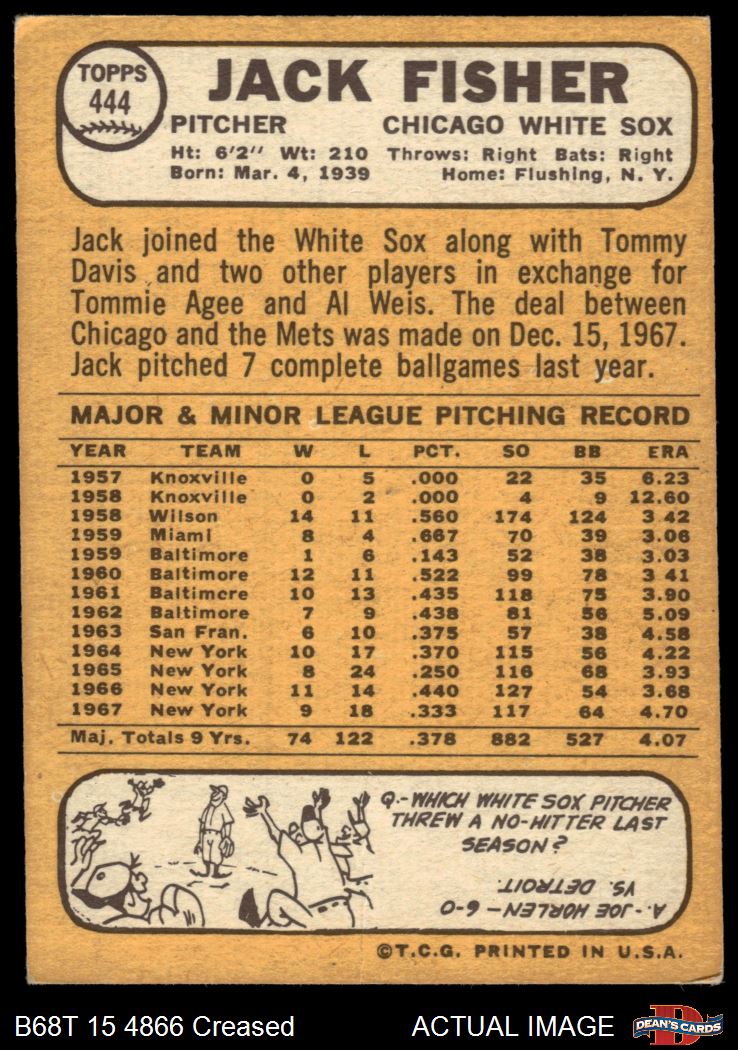 TOPPS
444
JACK FISHER
PITCHER CHICAGO WHITE SOX
Ht: 6'2" Wt: 210 Throws: Right Bats: Right
Born: Mar. 4, 1939 Home: Flushing, N. Y.
Jack joined the White Sox along with Tommy
Davis and two other players in exchange for
Tommie Agee and Al Weis. The deal between
Chicago and the Mets was made on Dec. 15, 1967.
Jack pitched 7 complete ballgames last year.
MAJOR & MINOR LEAGUE PITCHING RECORD
YEAR TEAM W L PCT. SO BB ERA
1957 Knoxville 0 5 .000 22 35 6.23
1958 Knoxville 0 2 .000 4 9 12.60
1958 Wilson 14 11 .560 174 124 3.42
1959 Miami 8 4 .667 70 39 3.06
1959 Baltimore 1 6 .143 52 38 3.03
1960 Baltimore 12 11 .522 99 78 3.41
1961 Baltimore 10 13 .435 118 75 3.90
1962 Baltimore 7 9 .438 81 56 5.09
1963 San Fran. 6 10 .375 57 38 4.58
1964 New York 10 17 .370 115 56 4.22
1965 New York 8 24 .250 116 68 3.93
1966 New York 11 14 .440 127 54 3.68
1967 New York 9 18 .333 117 64 4.70
Maj. Totals 9 Yrs. 74 122 .378 882 527 4.07
Q.-WHICH WHITE SOX PITCHER
THREW A NO-HITTER LAST
SEASON?
A.-JOE HORLEN-6-0
VS. DETROIT.
©T.C.G. PRINTED IN U.S.A.
B68T 15 4866 Creased ACTUAL IMAGE
D
DEAN'S CARDS